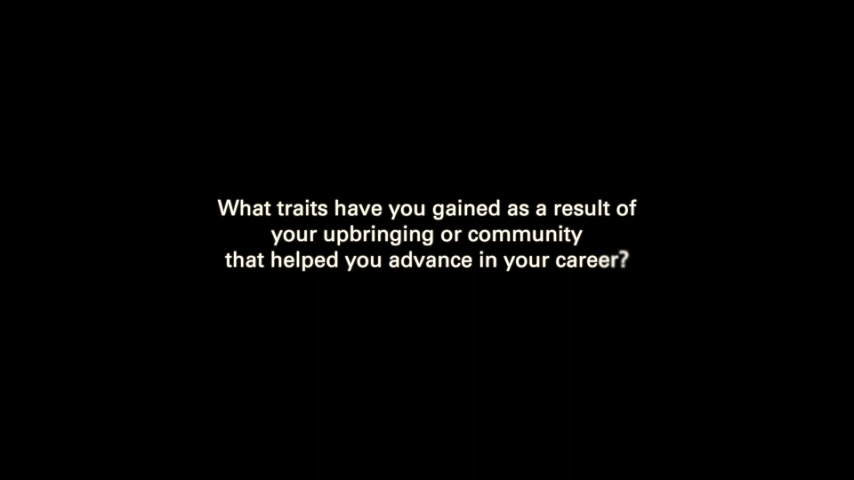 What traits have you gained as a result of
your upbringing or community
that helped you advance in your career?